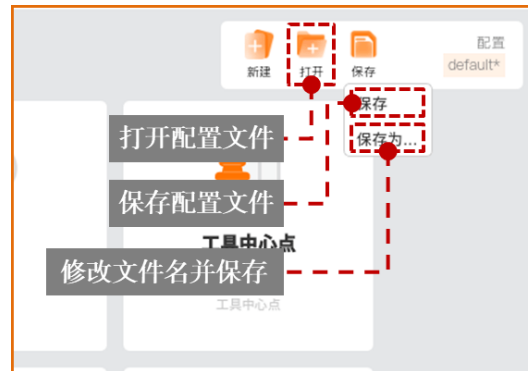 配置
新建 打开 保存 default*
保存
打开配置文件 保存为...
保存配置文件
工具中心点
修改文件名并保存
工具中心点